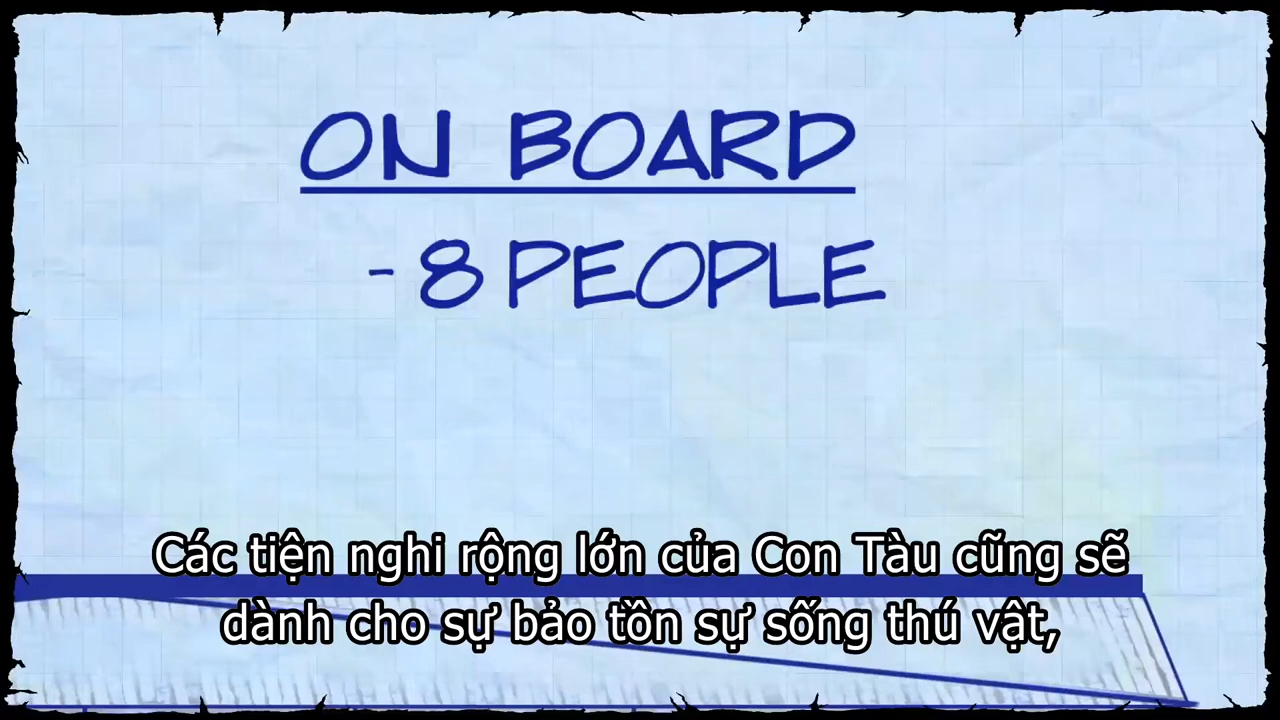 ON BOARD
- 8 PEOPLE
Các tiện nghi rộng lớn của Con Tàu cũng sẽ
dành cho sự bảo tồn sự sống thú vật,